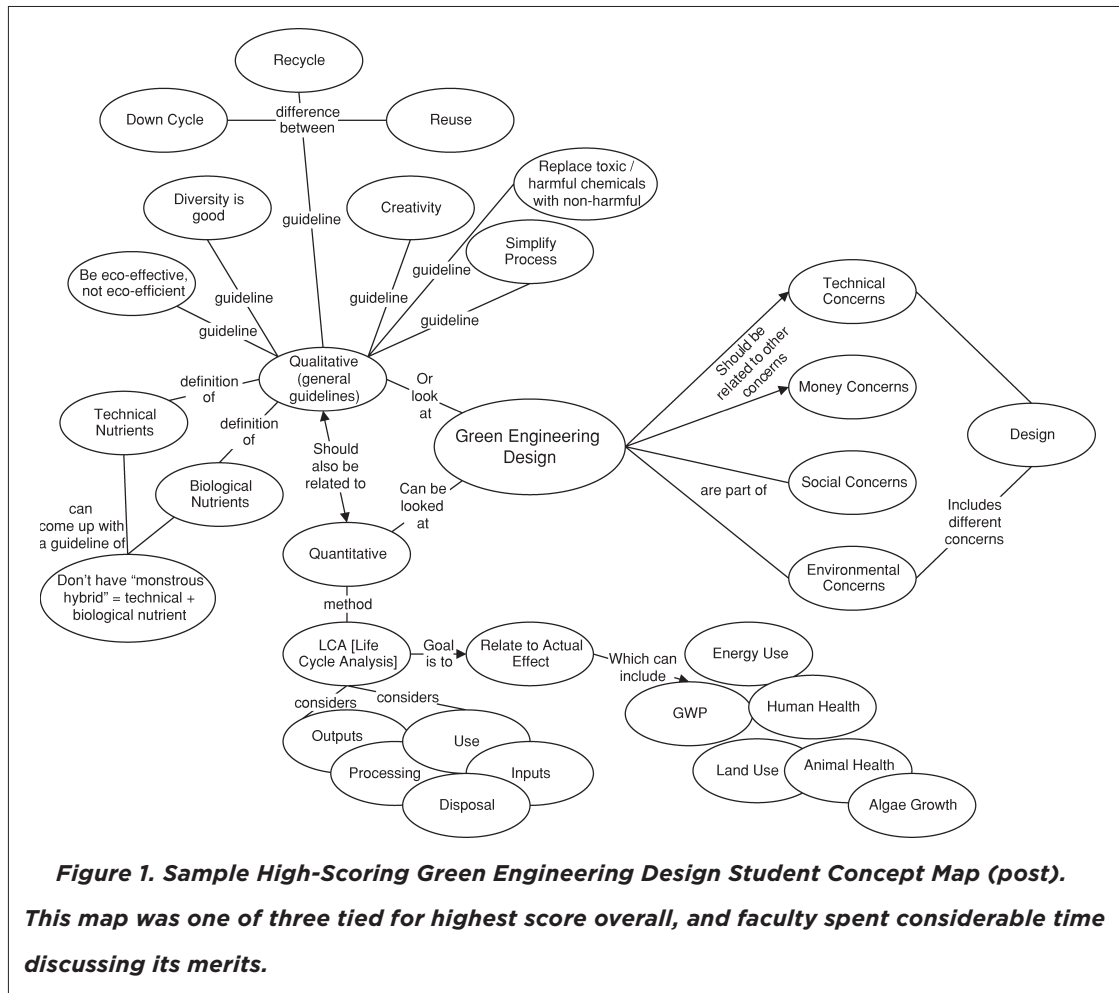 Recycle
Down Cycle
difference
between
Reuse
Diversity is
good
guideline
Creativity
Replace toxic /
harmful chemicals
with non-harmful
Simplify
Process
Be eco-effective,
not eco-efficient
guideline
guideline
guideline
guideline
guideline
Qualitative
(general
guidelines)
definition
of
Technical
Nutrients
definition
of
Biological
Nutrients
can
come up with
a guideline of
Don't have “monstrous
hybrid” = technical +
biological nutrient
Or
look
at
Should
also be
related to
Can be
looked
at
Green Engineering
Design
Quantitative
method
LCA [Life
Cycle Analysis]
Goal
is to
Relate to Actual
Effect
Which can
include
considers
considers
Outputs
Use
Processing
Inputs
Disposal
Energy Use
GWP
Human Health
Land Use
Animal Health
Algae Growth
Should be
related to other
concerns
Technical
Concerns
Money Concerns
are part of
Social Concerns
Environmental
Concerns
Design
Includes
different
concerns
Figure 1. Sample High-Scoring Green Engineering Design Student Concept Map (post).
This map was one of three tied for highest score overall, and faculty spent considerable time
discussing its merits.